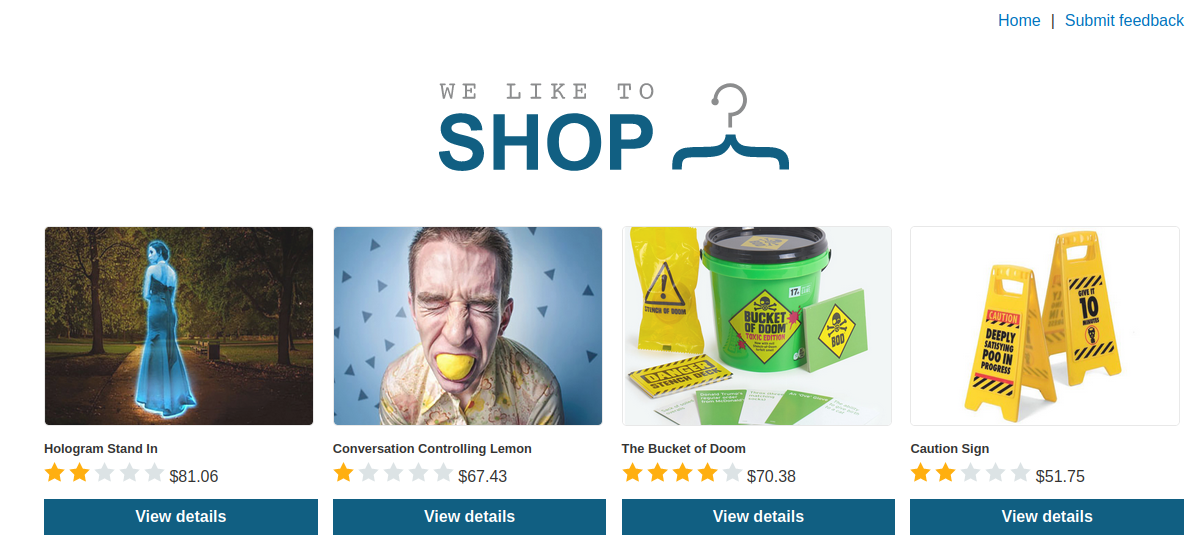 Home | Submit feedback
WE LIKE TO
SHOP
STENCH OF DOOM
17.
BUCKET
OF DOOM
TOXIC EDITION
BOD
DANGER
STENCH DECK
CAUTION
DEEPLY
SATISFYING
POO IN
PROGRESS
GIVE IT
10
MINUTES
Hologram Stand In
$81.06
View details
Conversation Controlling Lemon
$67.43
View details
The Bucket of Doom
$70.38
View details
Caution Sign
$51.75
View details